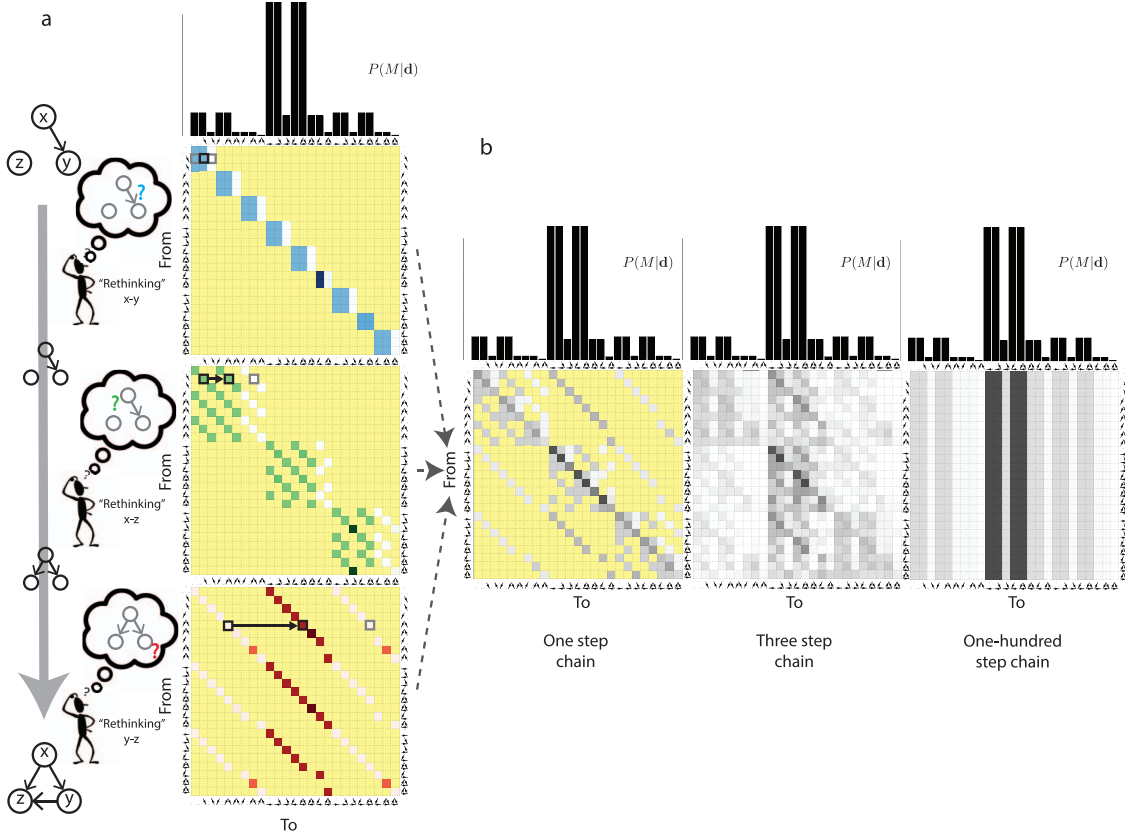 a
P(M|d)
x
z
y
?
?
From
"Rethinking"
x-y
?
?
From
"Rethinking"
x-z
?
?
From
"Rethinking"
y-z
x
z
y
To
b
P(M|d)
P(M|d)
P(M|d)
From
To
To
To
One step
chain
Three step
chain
One-hundred
step chain